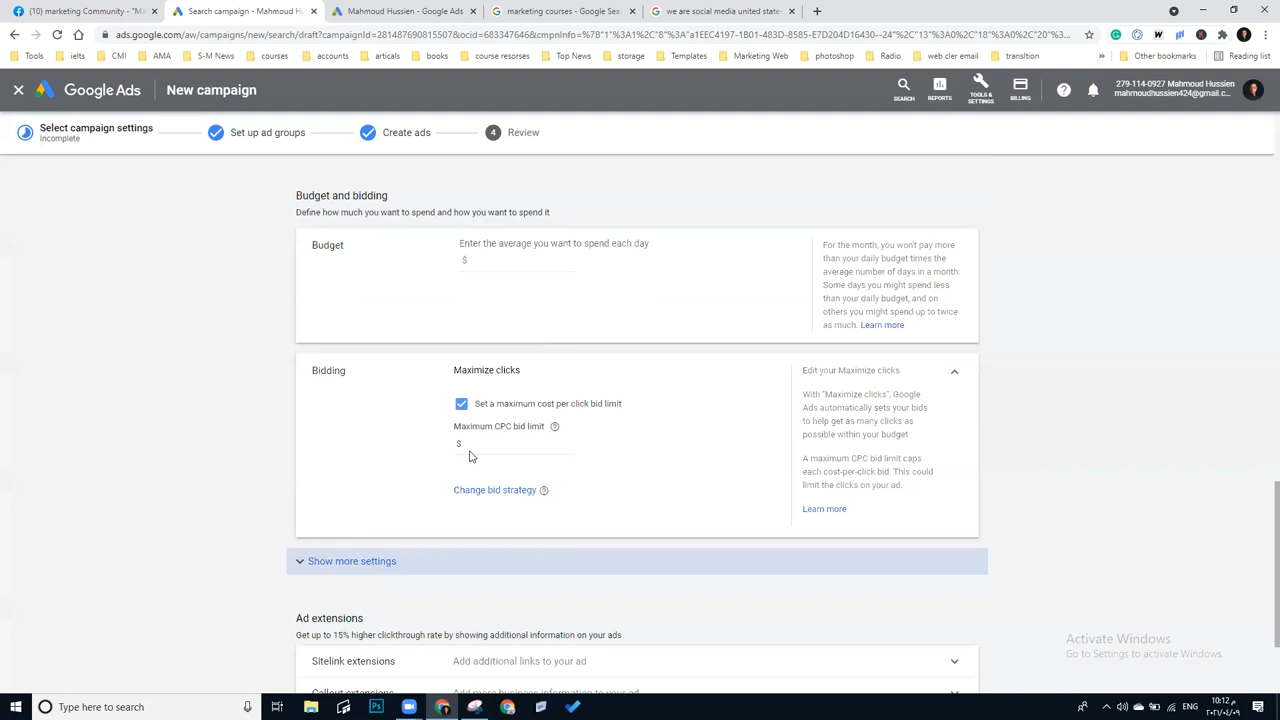 (10) marketing Community - "Ma
Search campaign - Mahmoud Hu
Mahmoud Hussien - Google Ads
marketing courses - Google Sea
we are social media united state
ads.google.com/aw/campaigns/new/search/draft?campaignId=281487690815507&ocid=683347646&cmpnInfo=%7B"1"%3A1%2C"8"%3A"a1EEC4197-1B01-483D-8585-E7D204D16430--24"%2C"13"%3A0%2C"18"%3A0%2C"20"%3...
Tools
ielts
CMI
AMA
S-M News
courses
accounts
articals
books
course resorses
Top News
storage
Templates
Marketing Web
photoshop
Radio
web cler email
transltion
»
Other bookmarks
Reading list
Google Ads
New campaign
SEARCH
REPORTS
TOOLS &
SETTINGS
BILLING
279-114-0927 Mahmoud Hussien
mahmoudhussien424@gmail.c...
Select campaign settings
Incomplete
Set up ad groups
Create ads
4
Review
Budget and bidding
Define how much you want to spend and how you want to spend it
Budget
Enter the average you want to spend each day
$
For the month, you won't pay more
than your daily budget times the
average number of days in a month.
Some days you might spend less
than your daily budget, and on
others you might spend up to twice
as much. Learn more
Bidding
Maximize clicks
Set a maximum cost per click bid limit
Maximum CPC bid limit
$
Change bid strategy
Edit your Maximize clicks
With "Maximize clicks", Google
Ads automatically sets your bids
to help get as many clicks as
possible within your budget
A maximum CPC bid limit caps
each cost-per-click bid. This could
limit the clicks on your ad.
Learn more
Show more settings
Ad extensions
Get up to 15% higher clickthrough rate by showing additional information on your ads
Sitelink extensions
Add additional links to your ad
Callout extensions
Add more business information to your ad
Activate Windows
Go to Settings to activate Windows.
Type here to search
Ps
١٠:١٢ م
٢٠٢١/٠٤/٠٩